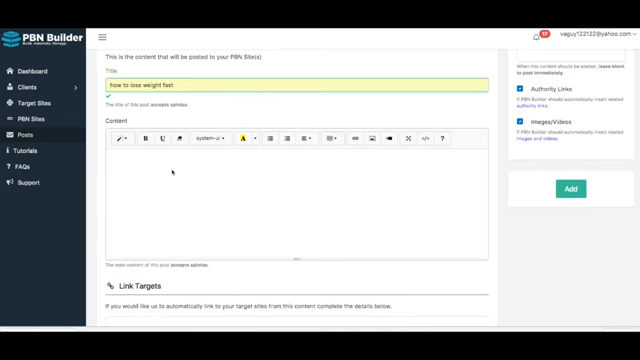 PBN Builder
Build. Automate. Manage.
17
vaguy122122@yahoo.com
Dashboard
Clients
Target Sites
PBN Sites
Posts
Tutorials
FAQs
Support
This is the content that will be posted to your PBN Site(s)
Title
how to lose weight fast
The title of this post accepts spintax.
Content
B U system-ui A </> ?
The main content of this post accepts spintax.
Link Targets
If you would like us to automatically link to your target sites from this content complete the details below.
When this content should be posted, leave blank
to post immediately.
Authority Links
If PBN Builder should automatically insert related
authority links.
Images/Videos
If PBN Builder should automatically insert related
images and videos.
Add